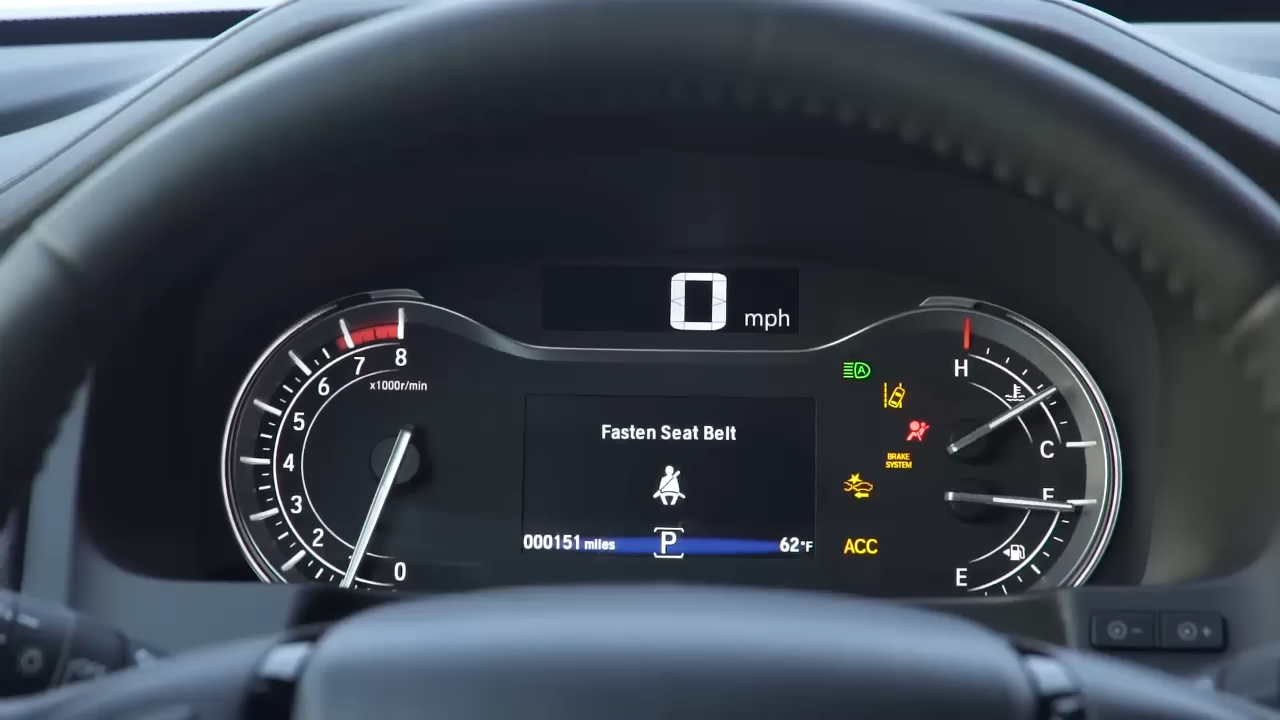 0 mph
8
7
6
x1000r/min
5
4
3
2
0
Fasten Seat Belt
000151 miles
P
62°F
A
BRAKE
SYSTEM
ACC
H
C
F
E